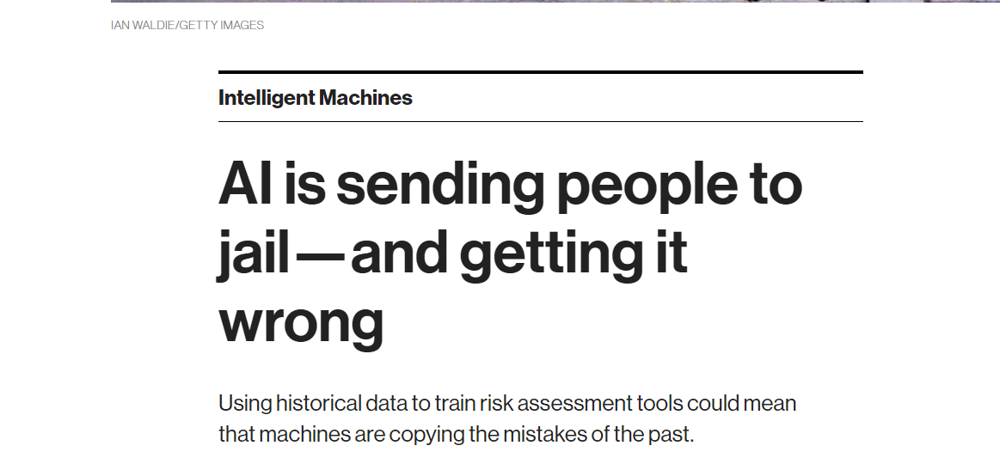 IAN WALDIE/GETTY IMAGES
Intelligent Machines
AI is sending people to
jail—and getting it
wrong
Using historical data to train risk assessment tools could mean
that machines are copying the mistakes of the past.